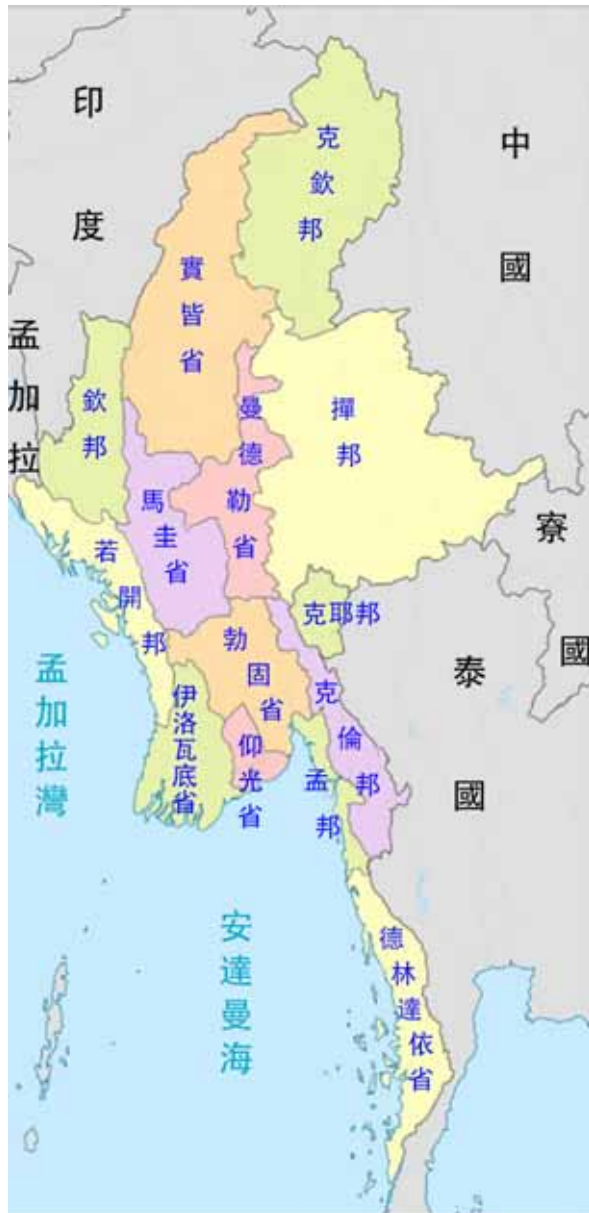 印度
中國
克欽邦
實皆省
孟加拉
欽邦
曼德勒省
撣邦
馬圭省
若開邦
寮國
克耶邦
勃固省
克倫邦
泰國
孟加拉灣
伊洛瓦底省
仰光省
孟邦
安達曼海
德林達依省